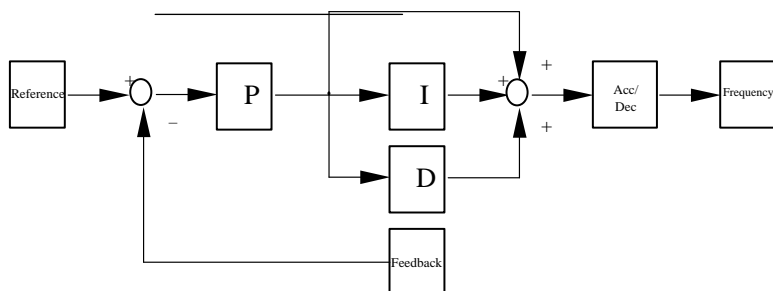 +
+
+
Reference
P
I
Acc/
Dec
Frequency
−
+
D
Feedback